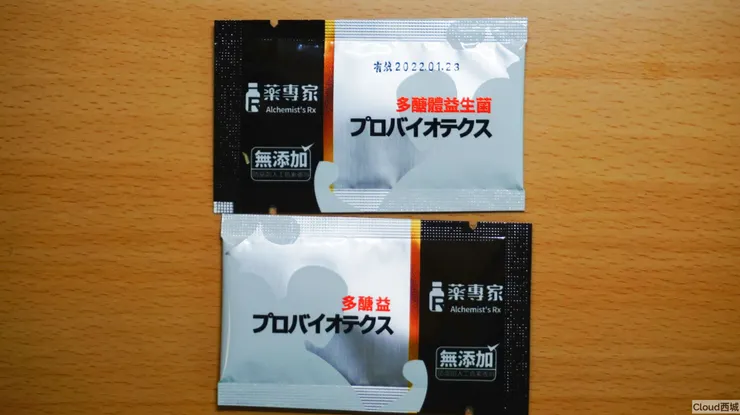 有效2022.01.23
薬專家
Alchemist's Rx
多醣體益生菌
プロバイオテクス
無添加
多醣益
プロバイオテクス
薬專家
Alchemist's Rx
無添加
Cloud西城